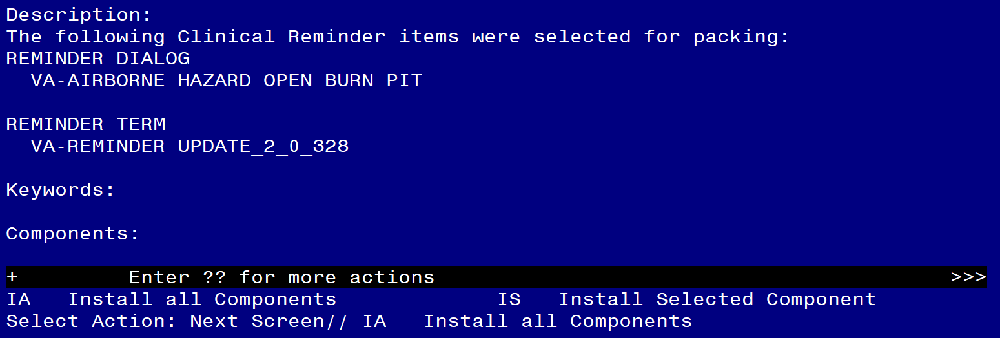 Description:
The following Clinical Reminder items were selected for packing:
REMINDER DIALOG
  VA-AIRBORNE HAZARD OPEN BURN PIT
REMINDER TERM
  VA-REMINDER UPDATE_2_0_328
Keywords:
Components:
+         Enter ?? for more actions                                          >>>
IA   Install all Components             IS   Install Selected Component
Select Action: Next Screen// IA   Install all Components